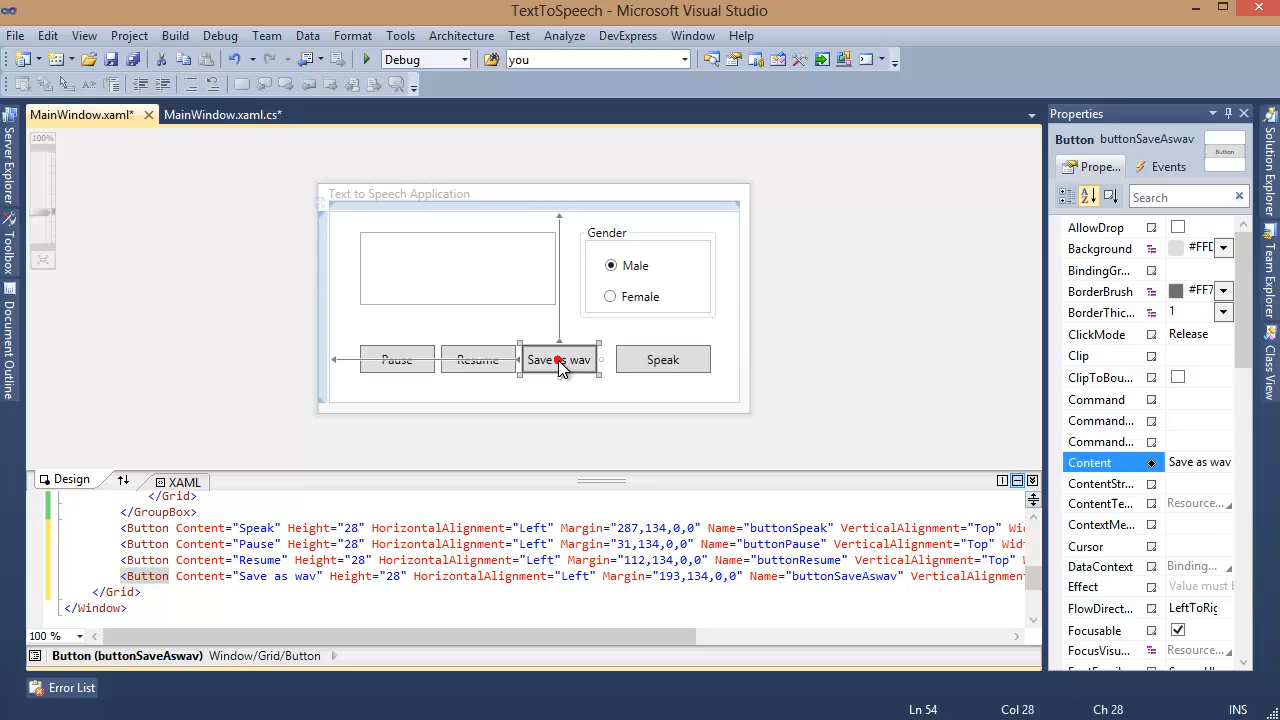 TextToSpeech - Microsoft Visual Studio
File Edit View Project Build Debug Team Data Format Tools Architecture Test Analyze DevExpress Window Help
Debug you
MainWindow.xaml* MainWindow.xaml.cs*
Server Explorer
Toolbox
Document Outline
100%
Text to Speech Application
Gender
Male
Female
Pause Resume Save as wav Speak
Design XAML
</Grid>
</GroupBox>
<Button Content="Speak" Height="28" HorizontalAlignment="Left" Margin="287,134,0,0" Name="buttonSpeak" VerticalAlignment="Top" Wid
<Button Content="Pause" Height="28" HorizontalAlignment="Left" Margin="31,134,0,0" Name="buttonPause" VerticalAlignment="Top" Widt
<Button Content="Resume" Height="28" HorizontalAlignment="Left" Margin="112,134,0,0" Name="buttonResume" VerticalAlignment="Top" W
<Button Content="Save as wav" Height="28" HorizontalAlignment="Left" Margin="193,134,0,0" Name="buttonSaveAswav" VerticalAlignment
</Grid>
</Window>
100 %
Button (buttonSaveAswav) Window/Grid/Button
Error List
Ln 54 Col 28 Ch 28 INS
Properties
Button buttonSaveAswav
Button
Prope... Events
Search
AllowDrop
Background #FFD
BindingGr...
BorderBrush #FF7
BorderThic... 1
ClickMode Release
Clip
ClipToBou...
Command
Command...
Command...
Content Save as wav
ContentStr...
ContentTe... Resource...
ContextMe...
Cursor
DataContext Binding...
Effect Value must b
FlowDirect... LeftToRig
Focusable
FocusVisu... Resource...
Solution Explorer
Team Explorer
Class View